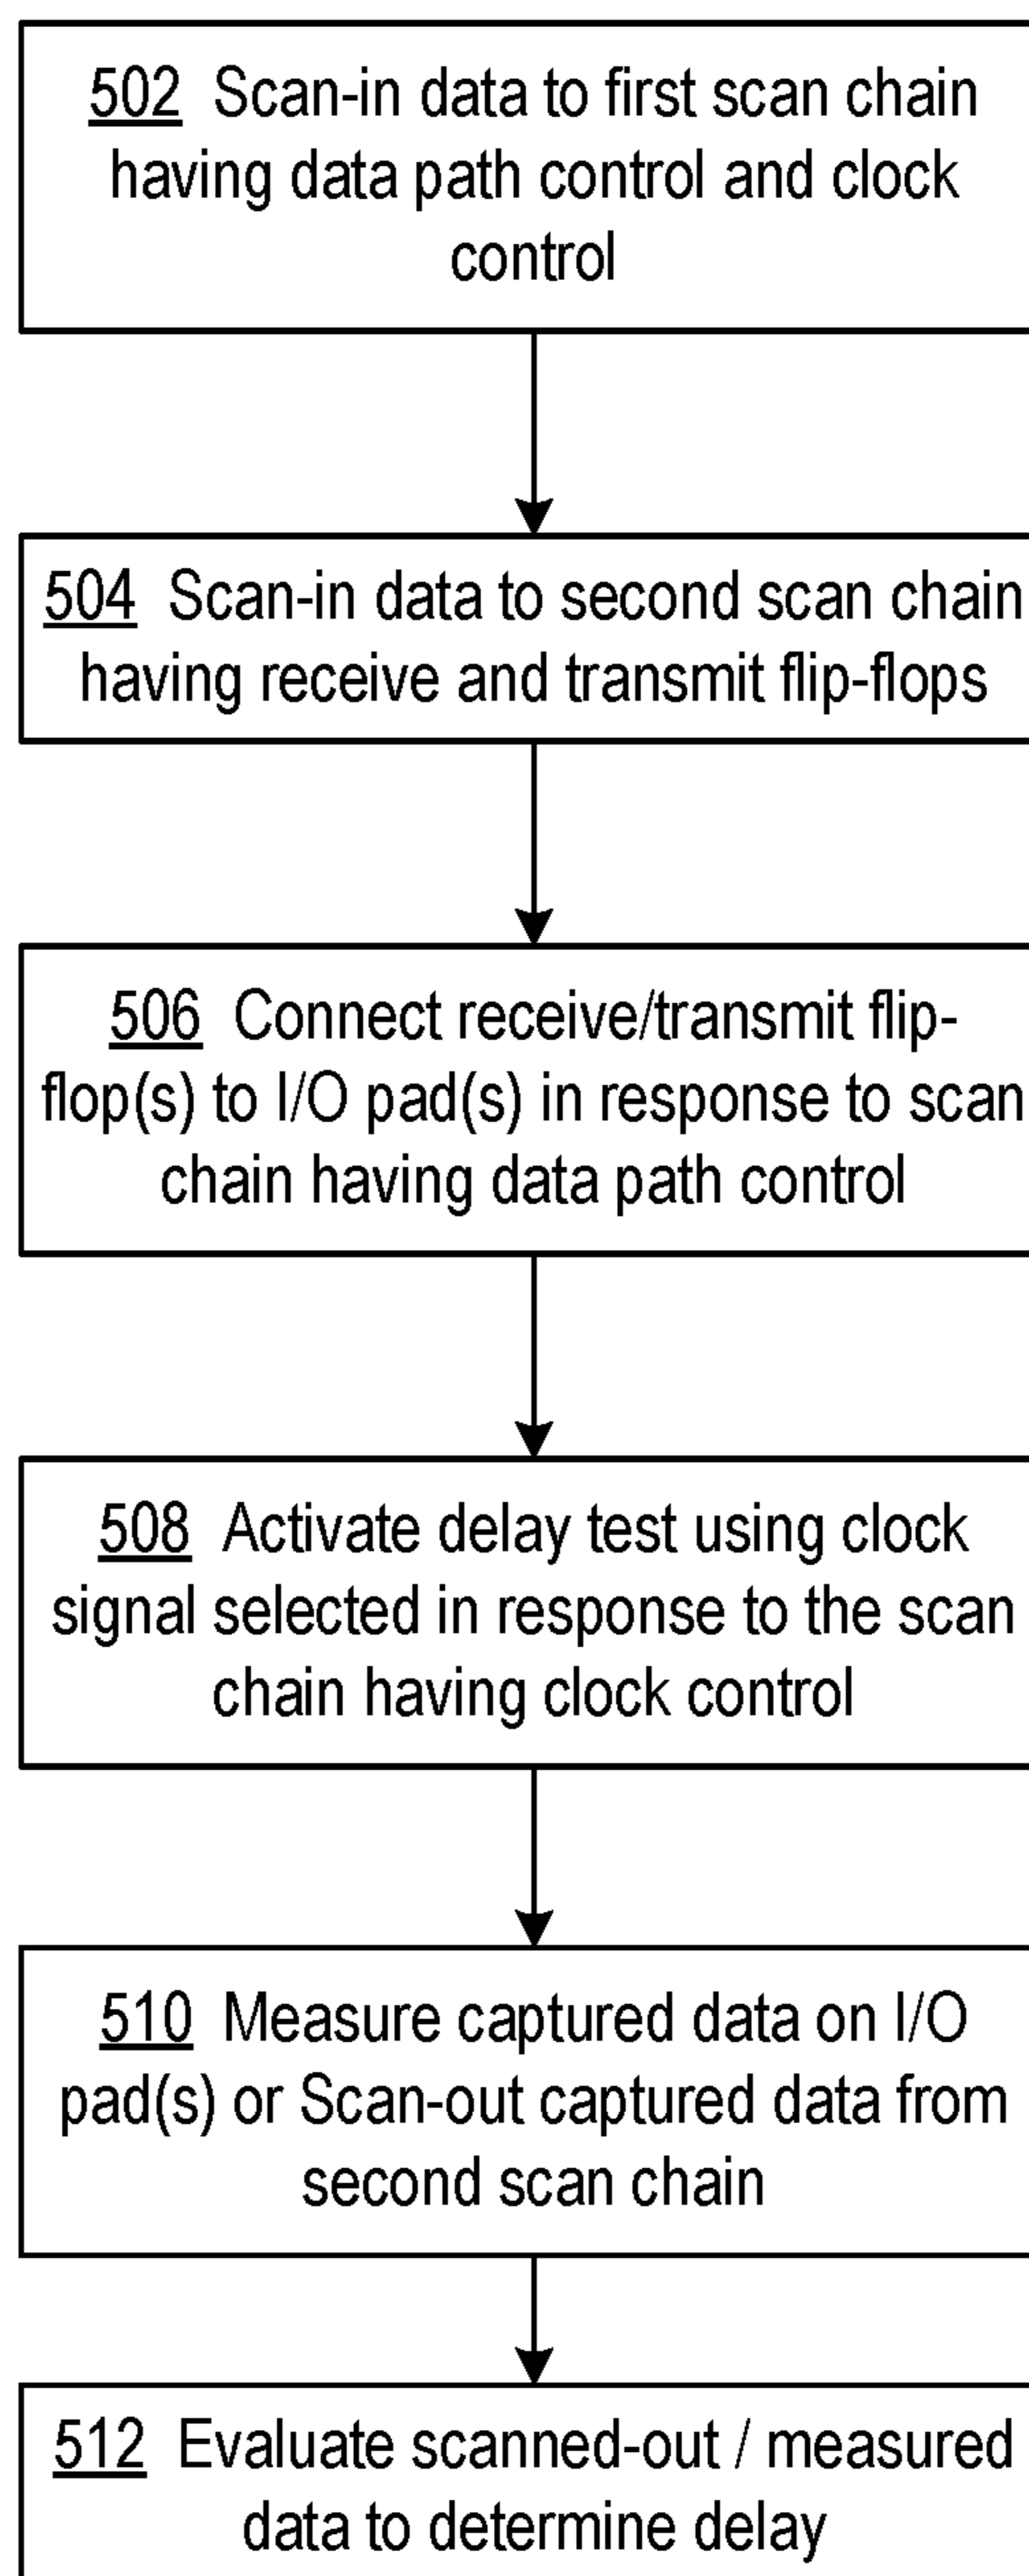 502 Scan-in data to first scan chain
having data path control and clock
control
504 Scan-in data to second scan chain
having receive and transmit flip-flops
506 Connect receive/transmit flip-
flop(s) to I/O pad(s) in response to scan
chain having data path control
508 Activate delay test using clock
signal selected in response to the scan
chain having clock control
510 Measure captured data on I/O
pad(s) or Scan-out captured data from
second scan chain
512 Evaluate scanned-out / measured
data to determine delay